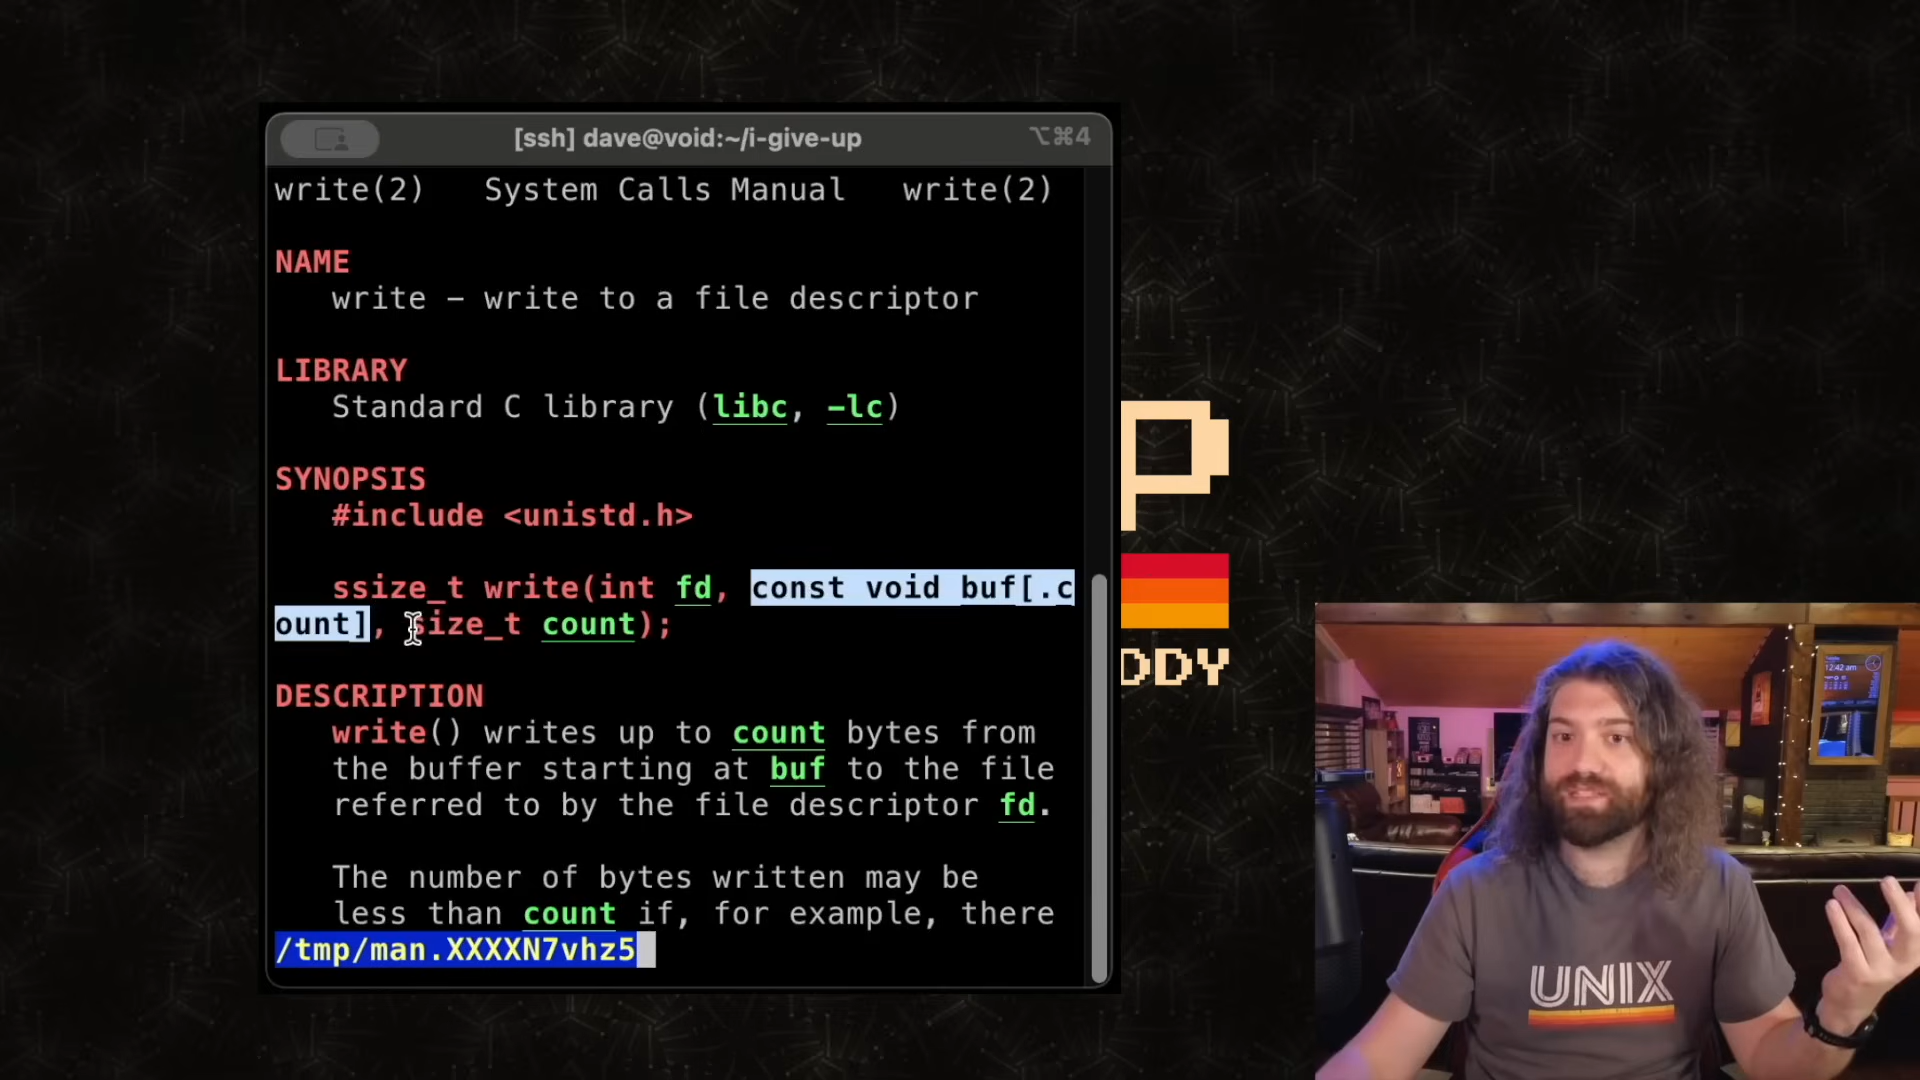 [ssh] dave@void:~/i-give-up ⌥⌘4
write(2) System Calls Manual write(2)
NAME
write – write to a file descriptor
LIBRARY
Standard C library (libc, -lc)
SYNOPSIS
#include <unistd.h>
ssize_t write(int fd, const void buf[.c
ount], size_t count);
DESCRIPTION
write() writes up to count bytes from
the buffer starting at buf to the file
referred to by the file descriptor fd.
The number of bytes written may be
less than count if, for example, there
/tmp/man.XXXXN7vhz5
P
DDY
12:42 am
UNIX